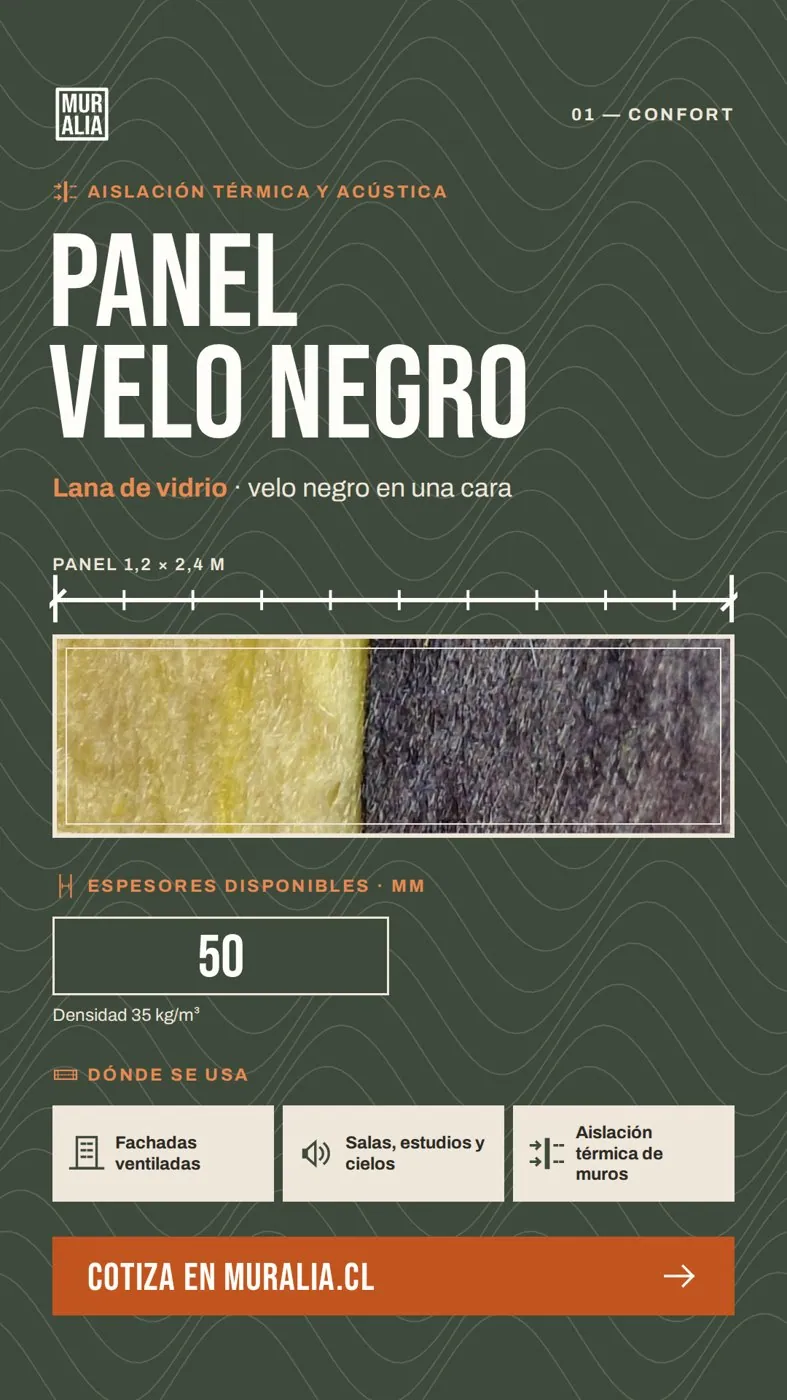 MUR
ALIA
01 — CONFORT
AISLACIÓN TÉRMICA Y ACÚSTICA
PANEL
VELO NEGRO
Lana de vidrio · velo negro en una cara
PANEL 1,2 × 2,4 M
ESPESORES DISPONIBLES · MM
50
Densidad 35 kg/m³
DÓNDE SE USA
Fachadas
ventiladas
Salas, estudios y
cielos
Aislación
térmica de
muros
COTIZA EN MURALIA.CL